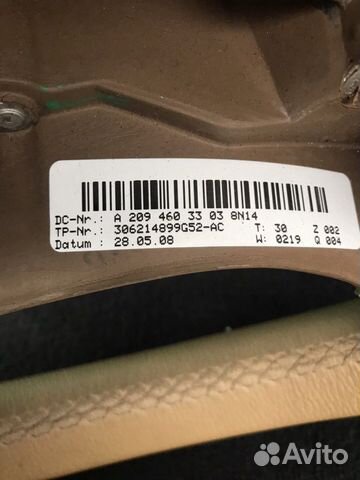 DC-Nr.: A 209 460 33 03 8N14
TP-Nr.: 306214899G52-AC T: 30 Z 002
Datum : 28.05.08 W: 0219 Q 004
Avito